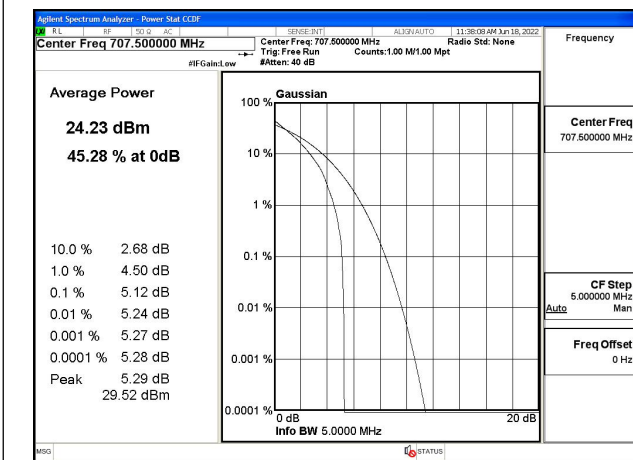 Agilent Spectrum Analyzer - Power Stat CCDF
RL RF 50 Ω AC SENSE:INT ALIGN AUTO 11:38:08 AM Jun 18, 2022
Center Freq 707.500000 MHz
Center Freq: 707.500000 MHz Radio Std: None
Trig: Free Run Counts:1.00 M/1.00 Mpt
#IFGain:Low #Atten: 40 dB
Frequency
Average Power
24.23 dBm
45.28 % at 0dB
10.0 % 2.68 dB
1.0 % 4.50 dB
0.1 % 5.12 dB
0.01 % 5.24 dB
0.001 % 5.27 dB
0.0001 % 5.28 dB
Peak 5.29 dB
29.52 dBm
Gaussian
100 %
10 %
1 %
0.1 %
0.01 %
0.001 %
0.0001 %
0 dB 20 dB
Info BW 5.0000 MHz
Center Freq
707.500000 MHz
CF Step
5.000000 MHz
Auto Man
Freq Offset
0 Hz
MSG STATUS